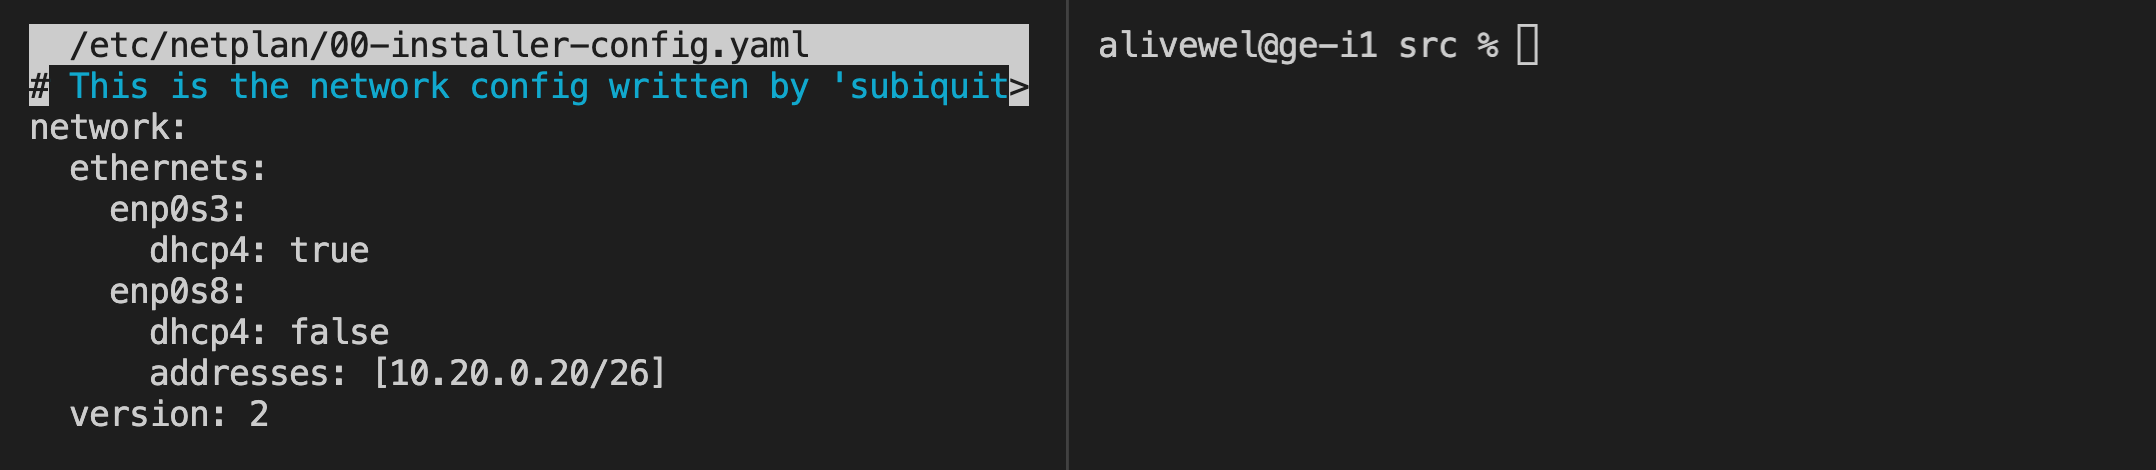 /etc/netplan/00-installer-config.yaml
# This is the network config written by 'subiquit>
network:
  ethernets:
    enp0s3:
      dhcp4: true
    enp0s8:
      dhcp4: false
      addresses: [10.20.0.20/26]
  version: 2
alivewel@ge-i1 src %